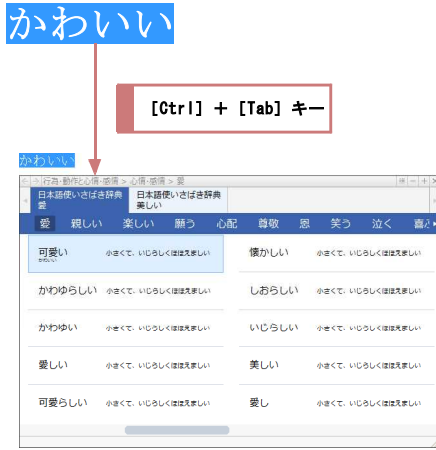 かわいい
[Ctrl] + [Tab] キー
かわいい
行為・動作と心情・感情 > 心情・感情 > 愛
日本語使いさばき辞典 日本語使いさばき辞典
愛 美しい
愛 親しい 楽しい 願う 心配 尊敬 恩 笑う 泣く
可愛い 小さくて、いじらしくほほえましい 懐かしい 小さくて、いじらしくほほえましい
かわいい
かわゆらしい 小さくて、いじらしくほほえましい しおらしい 小さくて、いじらしくほほえましい
かわゆい 小さくて、いじらしくほほえましい いじらしい 小さくて、いじらしくほほえましい
愛しい 小さくて、いじらしくほほえましい 美しい 小さくて、いじらしくほほえましい
可愛らしい 小さくて、いじらしくほほえましい 愛し 小さくて、いじらしくほほえましい